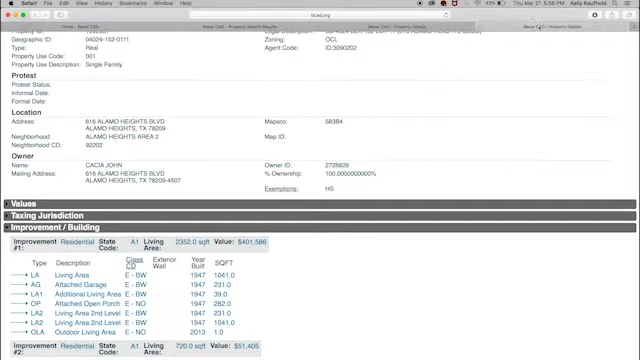 Safari File Edit View History Bookmarks Window Help
Thu Mar 21 5:56 PM Kelly Kaufhold
Bexar CAD - Property Search Results
Bexar CAD - Property Details
Property Details
Geographic ID: 04024-152-0111 Zoning: OCL
Type: Real Agent Code: ID:3090202
Property Use Code: 001
Property Use Description: Single Family
Protest
Protest Status:
Informal Date:
Formal Date:
Location
Address: 616 ALAMO HEIGHTS BLVD Mapsco: 583B4
ALAMO HEIGHTS, TX 78209
Neighborhood: ALAMO HEIGHTS AREA 2 Map ID:
Neighborhood CD: 92202
Owner
Name: CACIA JOHN Owner ID: 2728829
Mailing Address: 616 ALAMO HEIGHTS BLVD % Ownership: 100.0000000000%
ALAMO HEIGHTS, TX 78209-4507
Exemptions: HS
Values
Taxing Jurisdiction
Improvement / Building
Improvement #1: Residential State Code: A1 Living Area: 2352.0 sqft Value: $401,586
Type Description Class CD Exterior Wall Year Built SQFT
LA Living Area E - BW 1947 1041.0
AG Attached Garage E - BW 1947 231.0
LA1 Additional Living Area E - BW 1947 39.0
OP Attached Open Porch E - NO 1947 282.0
LA2 Living Area 2nd Level E - BW 1947 231.0
LA2 Living Area 2nd Level E - BW 1947 1041.0
OLA Outdoor Living Area E - NO 2013 1.0
Improvement #2: Residential State A1 Living 720.0 sqft Value: $51,405